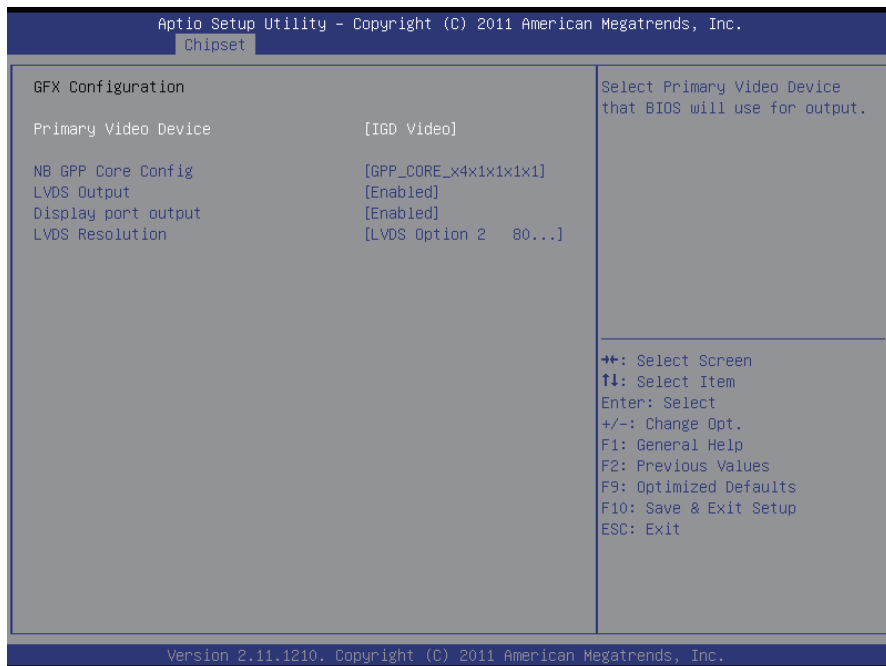 Aptio Setup Utility – Copyright (C) 2011 American Megatrends, Inc.
Chipset
GFX Configuration
Primary Video Device [IGD Video]
NB GPP Core Config [GPP_CORE_x4x1x1x1x1]
LVDS Output [Enabled]
Display port output [Enabled]
LVDS Resolution [LVDS Option 2 80...]
Select Primary Video Device
that BIOS will use for output.
→←: Select Screen
↑↓: Select Item
Enter: Select
+/-: Change Opt.
F1: General Help
F2: Previous Values
F9: Optimized Defaults
F10: Save & Exit Setup
ESC: Exit
Version 2.11.1210. Copyright (C) 2011 American Megatrends, Inc.